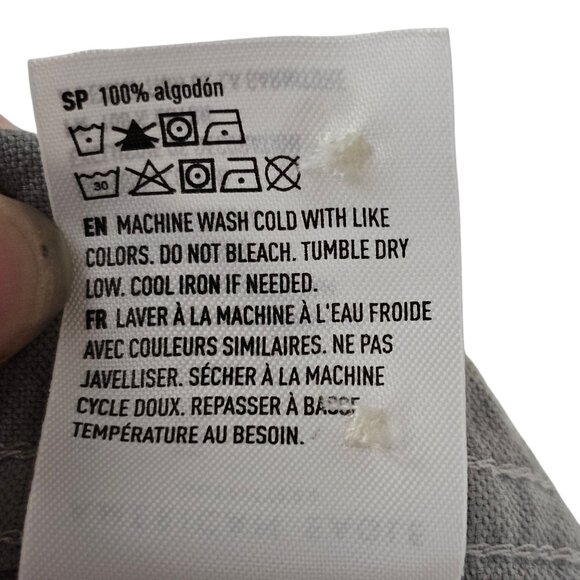 SP 100% algodón
30
EN MACHINE WASH COLD WITH LIKE
COLORS. DO NOT BLEACH. TUMBLE DRY
LOW. COOL IRON IF NEEDED.
FR LAVER À LA MACHINE À L'EAU FROIDE
AVEC COULEURS SIMILAIRES. NE PAS
JAVELLISER. SÉCHER À LA MACHINE
CYCLE DOUX. REPASSER À BASSE
TEMPÉRATURE AU BESOIN.